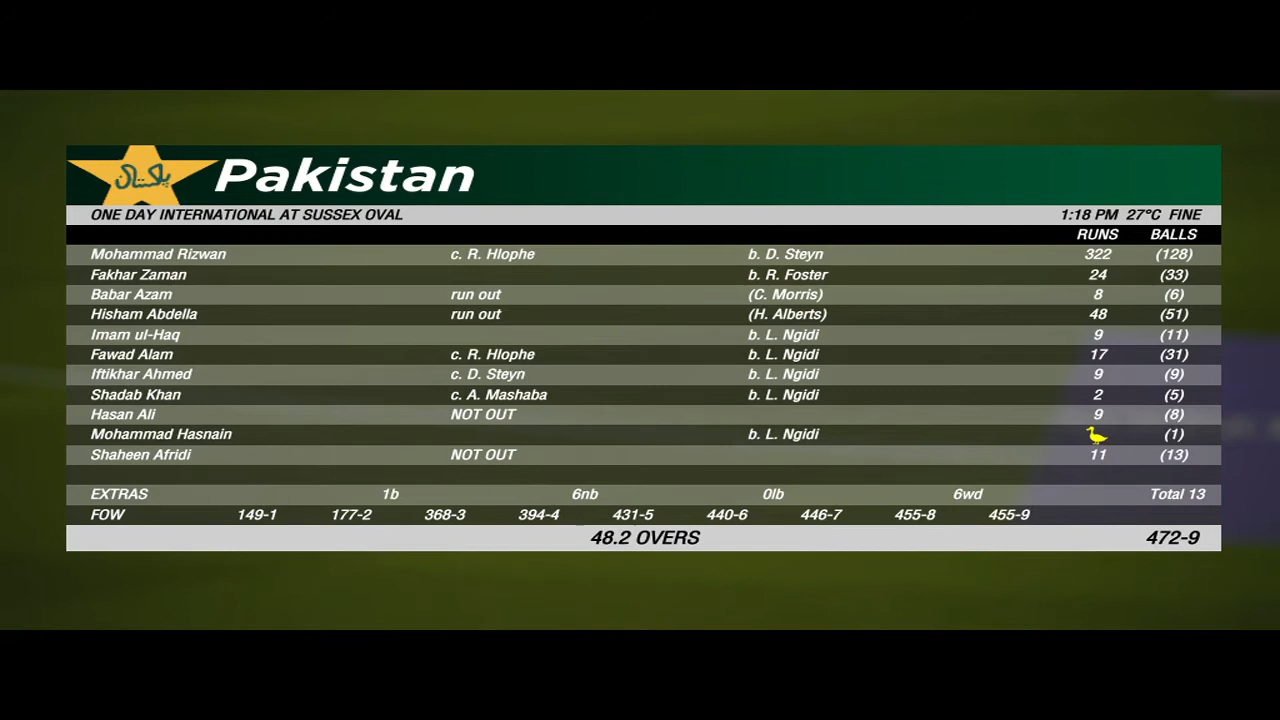 پاکستان Pakistan
ONE DAY INTERNATIONAL AT SUSSEX OVAL 1:18 PM 27°C FINE
RUNS BALLS
Mohammad Rizwan c. R. Hlophe b. D. Steyn 322 (128)
Fakhar Zaman b. R. Foster 24 (33)
Babar Azam run out (C. Morris) 8 (6)
Hisham Abdella run out (H. Alberts) 48 (51)
Imam ul-Haq b. L. Ngidi 9 (11)
Fawad Alam c. R. Hlophe b. L. Ngidi 17 (31)
Iftikhar Ahmed c. D. Steyn b. L. Ngidi 9 (9)
Shadab Khan c. A. Mashaba b. L. Ngidi 2 (5)
Hasan Ali NOT OUT 9 (8)
Mohammad Hasnain b. L. Ngidi (1)
Shaheen Afridi NOT OUT 11 (13)
EXTRAS 1b 6nb 0lb 6wd Total 13
FOW 149-1 177-2 368-3 394-4 431-5 440-6 446-7 455-8 455-9
48.2 OVERS 472-9